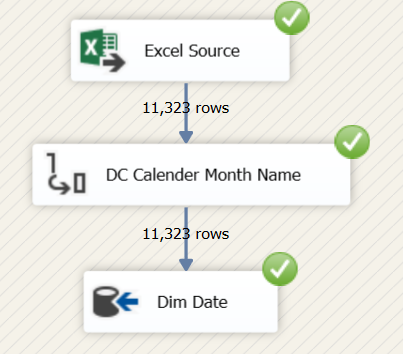 Excel Source
11,323 rows
DC Calender Month Name
11,323 rows
Dim Date